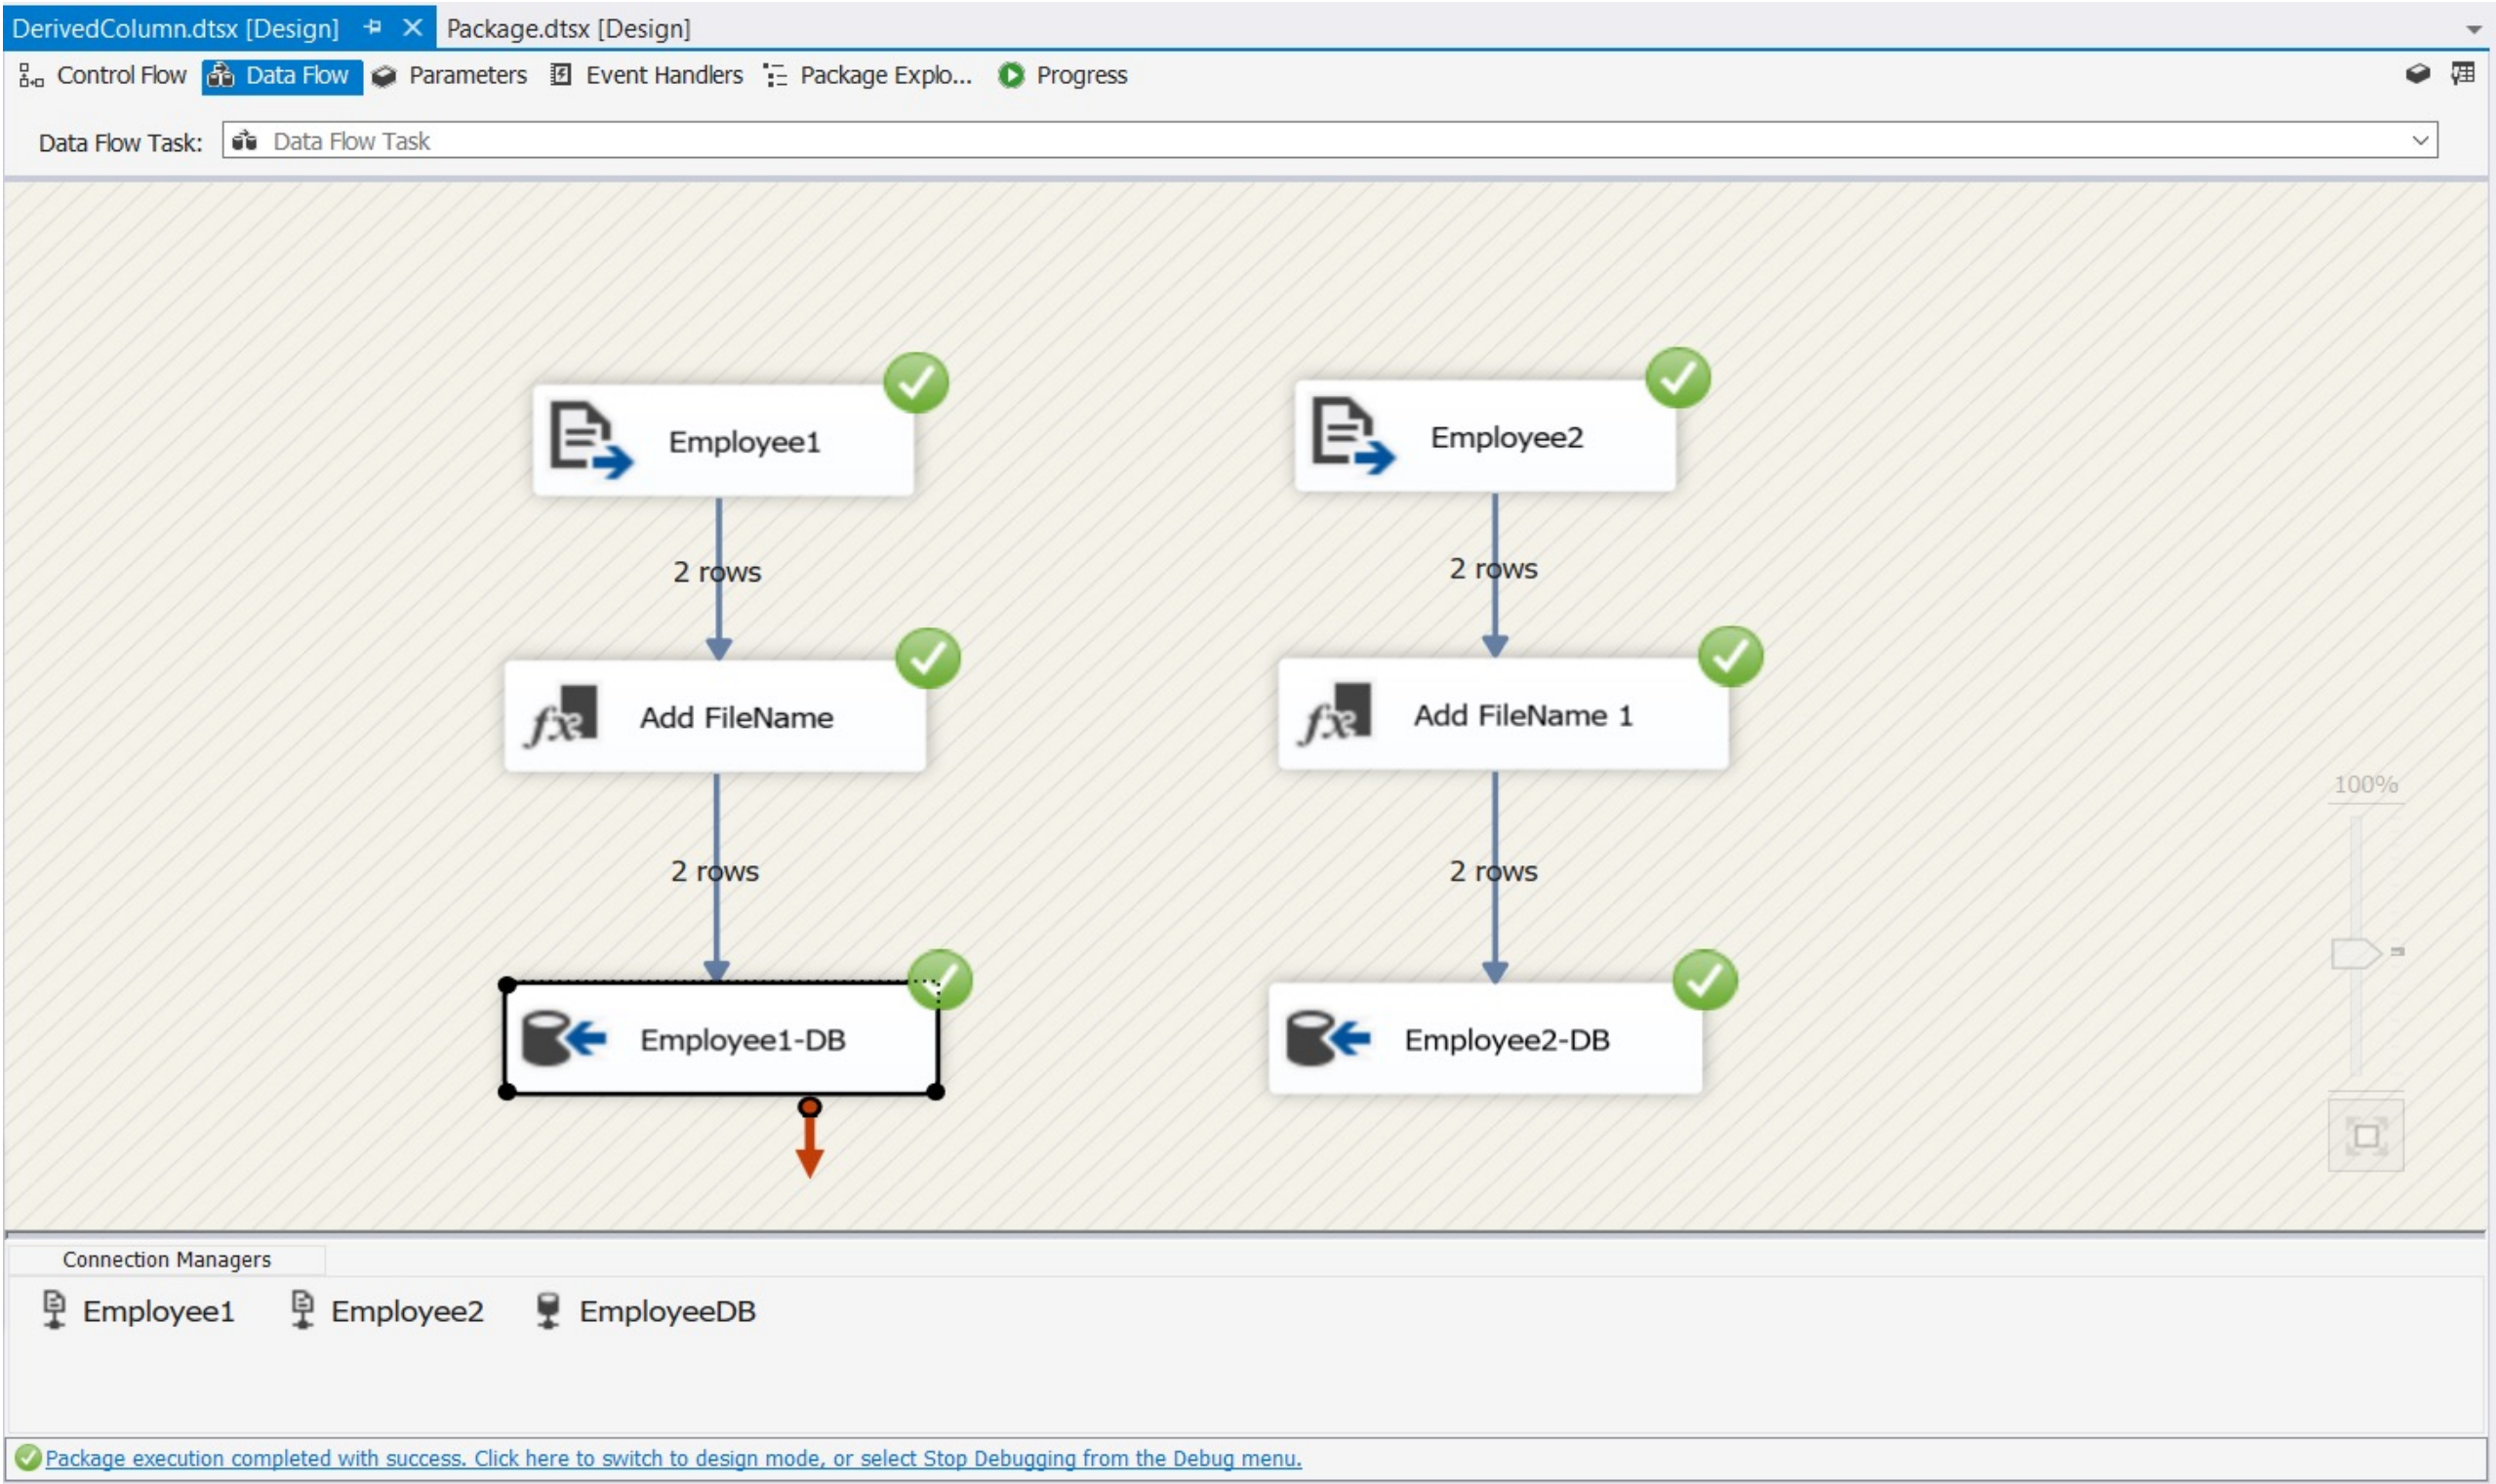 DerivedColumn.dtsx [Design] Package.dtsx [Design]
Control Flow Data Flow Parameters Event Handlers Package Explo... Progress
Data Flow Task: Data Flow Task
Employee1 Employee2
2 rows 2 rows
fx Add FileName fx Add FileName 1
100%
2 rows 2 rows
Employee1-DB Employee2-DB
Connection Managers
Employee1 Employee2 EmployeeDB
Package execution completed with success. Click here to switch to design mode, or select Stop Debugging from the Debug menu.